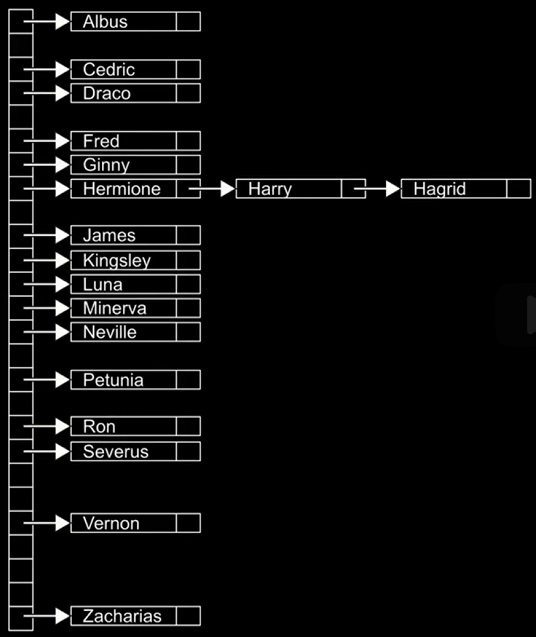 Albus
Cedric
Draco
Fred
Ginny
Hermione Harry Hagrid
James
Kingsley
Luna
Minerva
Neville
Petunia
Ron
Severus
Vernon
Zacharias